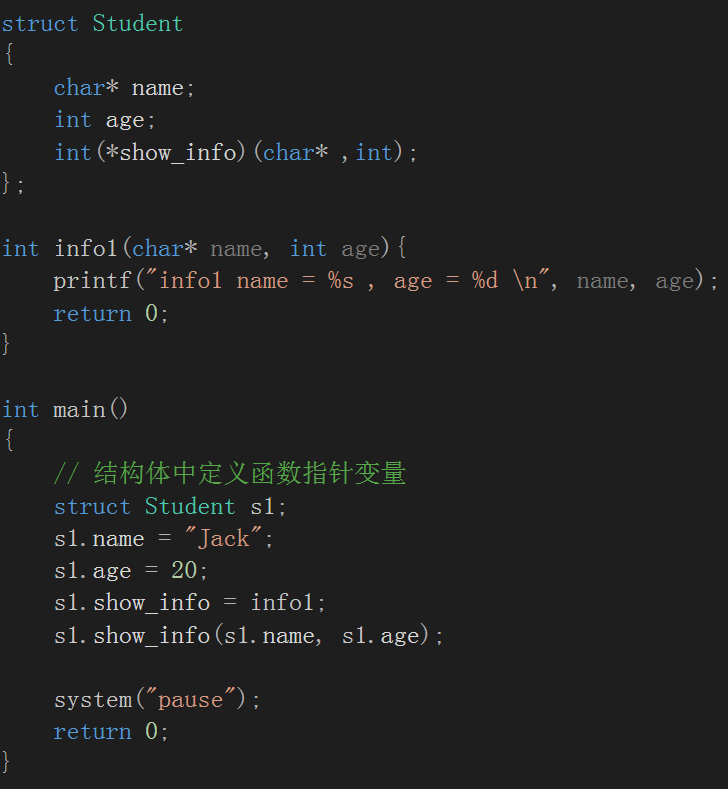 struct Student
{
    char* name;
    int age;
    int(*show_info)(char* ,int);
};
int info1(char* name, int age){
    printf("info1 name = %s , age = %d \n", name, age);
    return 0;
}
int main()
{
    // 结构体中定义函数指针变量
    struct Student s1;
    s1.name = "Jack";
    s1.age = 20;
    s1.show_info = info1;
    s1.show_info(s1.name, s1.age);
    system("pause");
    return 0;
}